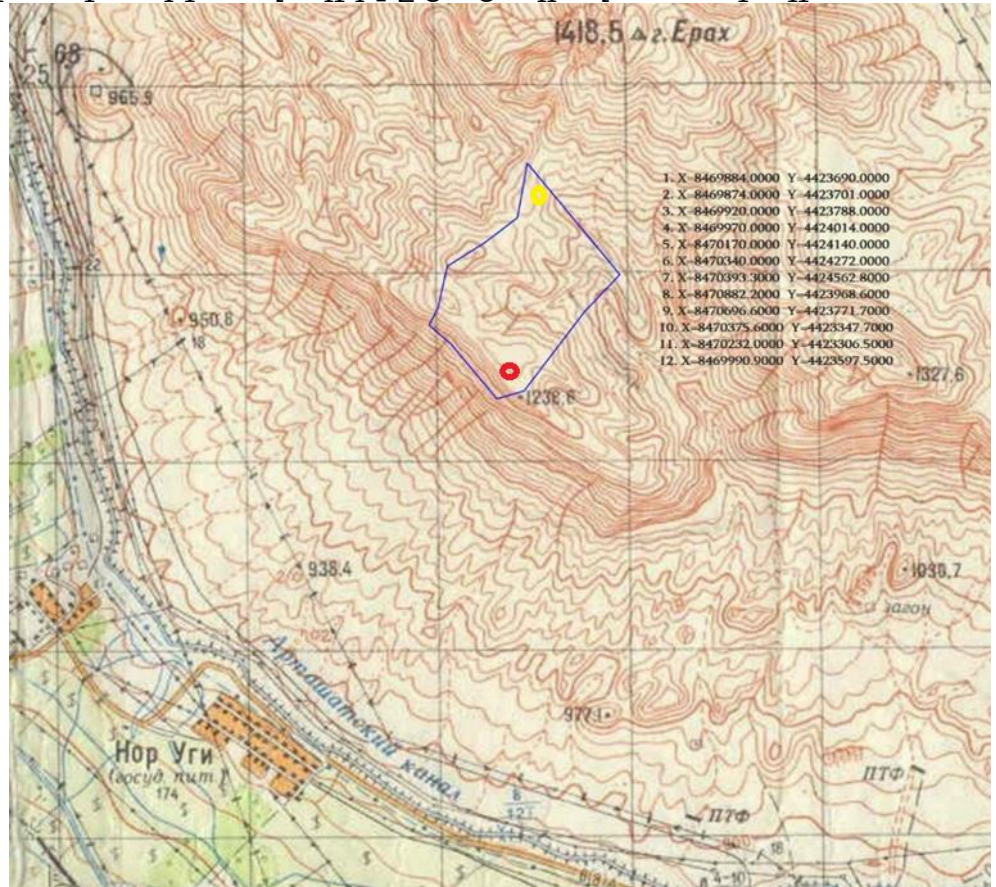 1418,5 г. Ерах
68
25
965.9
1. X=8469884.0000 Y=4423690.0000
2. X=8469874.0000 Y=4423701.0000
3. X=8469920.0000 Y=4423788.0000
4. X=8469970.0000 Y=4424014.0000
5. X=8470170.0000 Y=4424140.0000
6. X=8470340.0000 Y=4424272.0000
7. X=8470393.3000 Y=4424562.8000
8. X=8470882.2000 Y=4423968.6000
9. X=8470696.6000 Y=4423771.7000
10. X=8470375.6000 Y=4423347.7000
11. X=8470232.0000 Y=4423306.5000
12. X=8469990.9000 Y=4423597.5000
22
950.8
18
1327,6
1238,6
938.4
1030,7
загон
Арташатский канал
977,1
Нор Уги
(госуд. пит.)
174
ПТФ
8
12
ПТФ
18